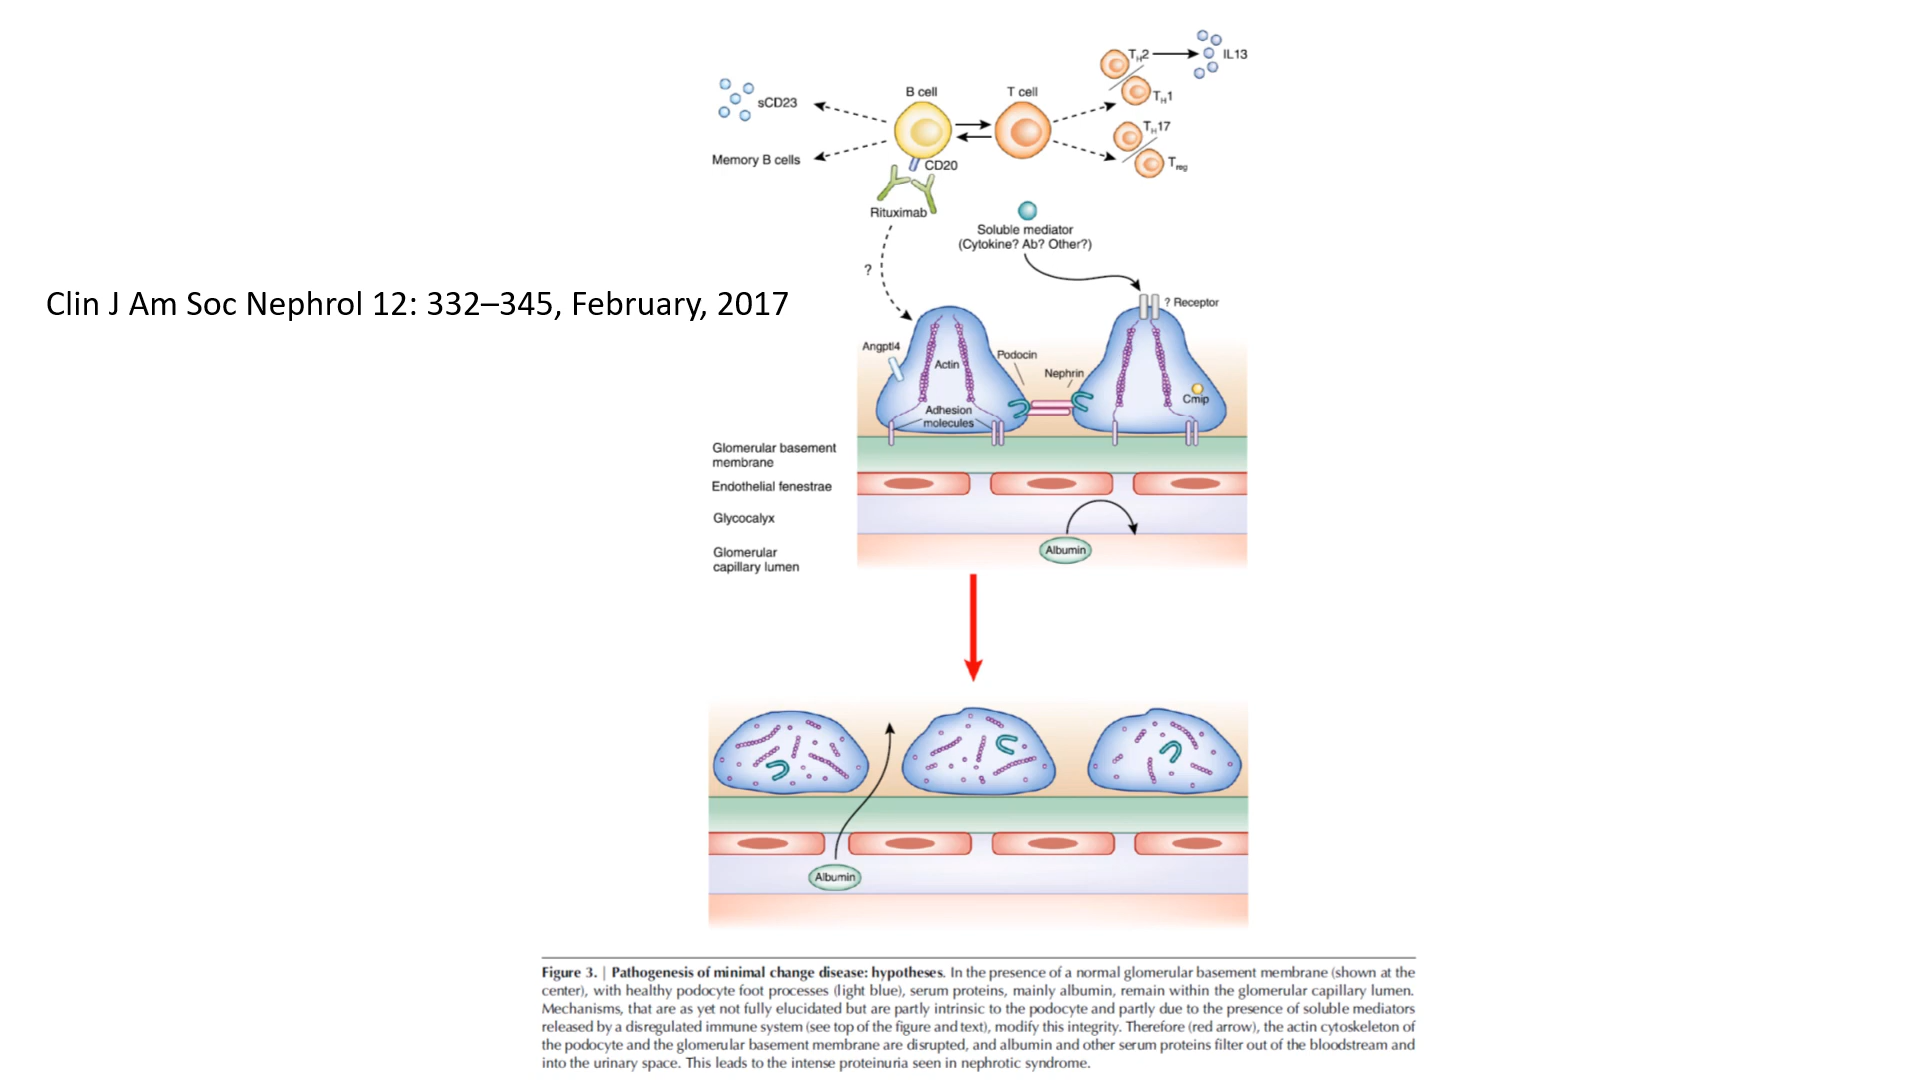 T_H2
IL13
B cell
T cell
sCD23
T_H1
T_H17
Memory B cells
CD20
T_reg
Rituximab
Soluble mediator
(Cytokine? Ab? Other?)
?
Clin J Am Soc Nephrol 12: 332–345, February, 2017
? Receptor
Angptl4
Podocin
Actin
Nephrin
Cmip
Adhesion
molecules
Glomerular basement
membrane
Endothelial fenestrae
Glycocalyx
Albumin
Glomerular
capillary lumen
Albumin
Figure 3. | Pathogenesis of minimal change disease: hypotheses. In the presence of a normal glomerular basement membrane (shown at the
center), with healthy podocyte foot processes (light blue), serum proteins, mainly albumin, remain within the glomerular capillary lumen.
Mechanisms, that are as yet not fully elucidated but are partly intrinsic to the podocyte and partly due to the presence of soluble mediators
released by a disregulated immune system (see top of the figure and text), modify this integrity. Therefore (red arrow), the actin cytoskeleton of
the podocyte and the glomerular basement membrane are disrupted, and albumin and other serum proteins filter out of the bloodstream and
into the urinary space. This leads to the intense proteinuria seen in nephrotic syndrome.